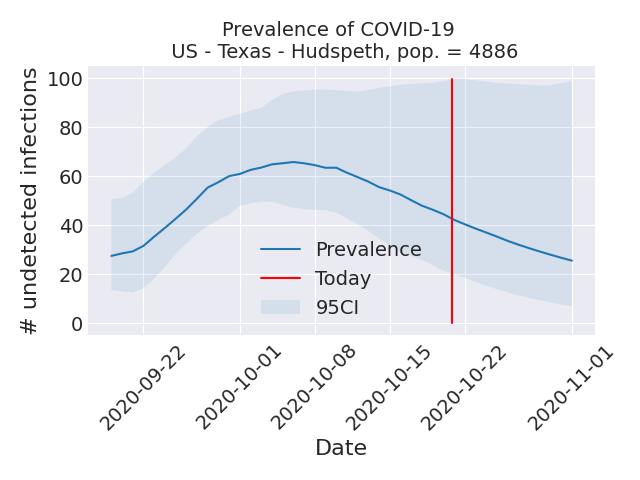 Prevalence of COVID-19
US - Texas - Hudspeth, pop. = 4886
# undetected infections
100
80
60
40
20
0
Prevalence
Today
95CI
2020-09-22
2020-10-01
2020-10-08
2020-10-15
2020-10-22
2020-11-01
Date